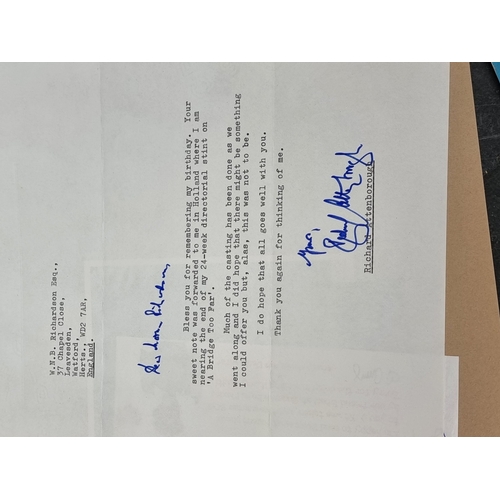 W.N.B. Richardson Esq.,
37 Chapel Close,
Leavesden,
Watford,
Herts., WD2 7AR,
England.
Bless you for remembering my birthday. Your
sweet note was forwarded to me in Holland where I am
nearing the end of my 24-week directorial stint on
'A Bridge Too Far'.
Much of the casting has been done as we
went along and I did hope that there might be something
I could offer you but, alas, this was not to be.
I do hope that all goes well with you.
Thank you again for thinking of me.
Yours,
Richard Attenborough
Richard Attenborough